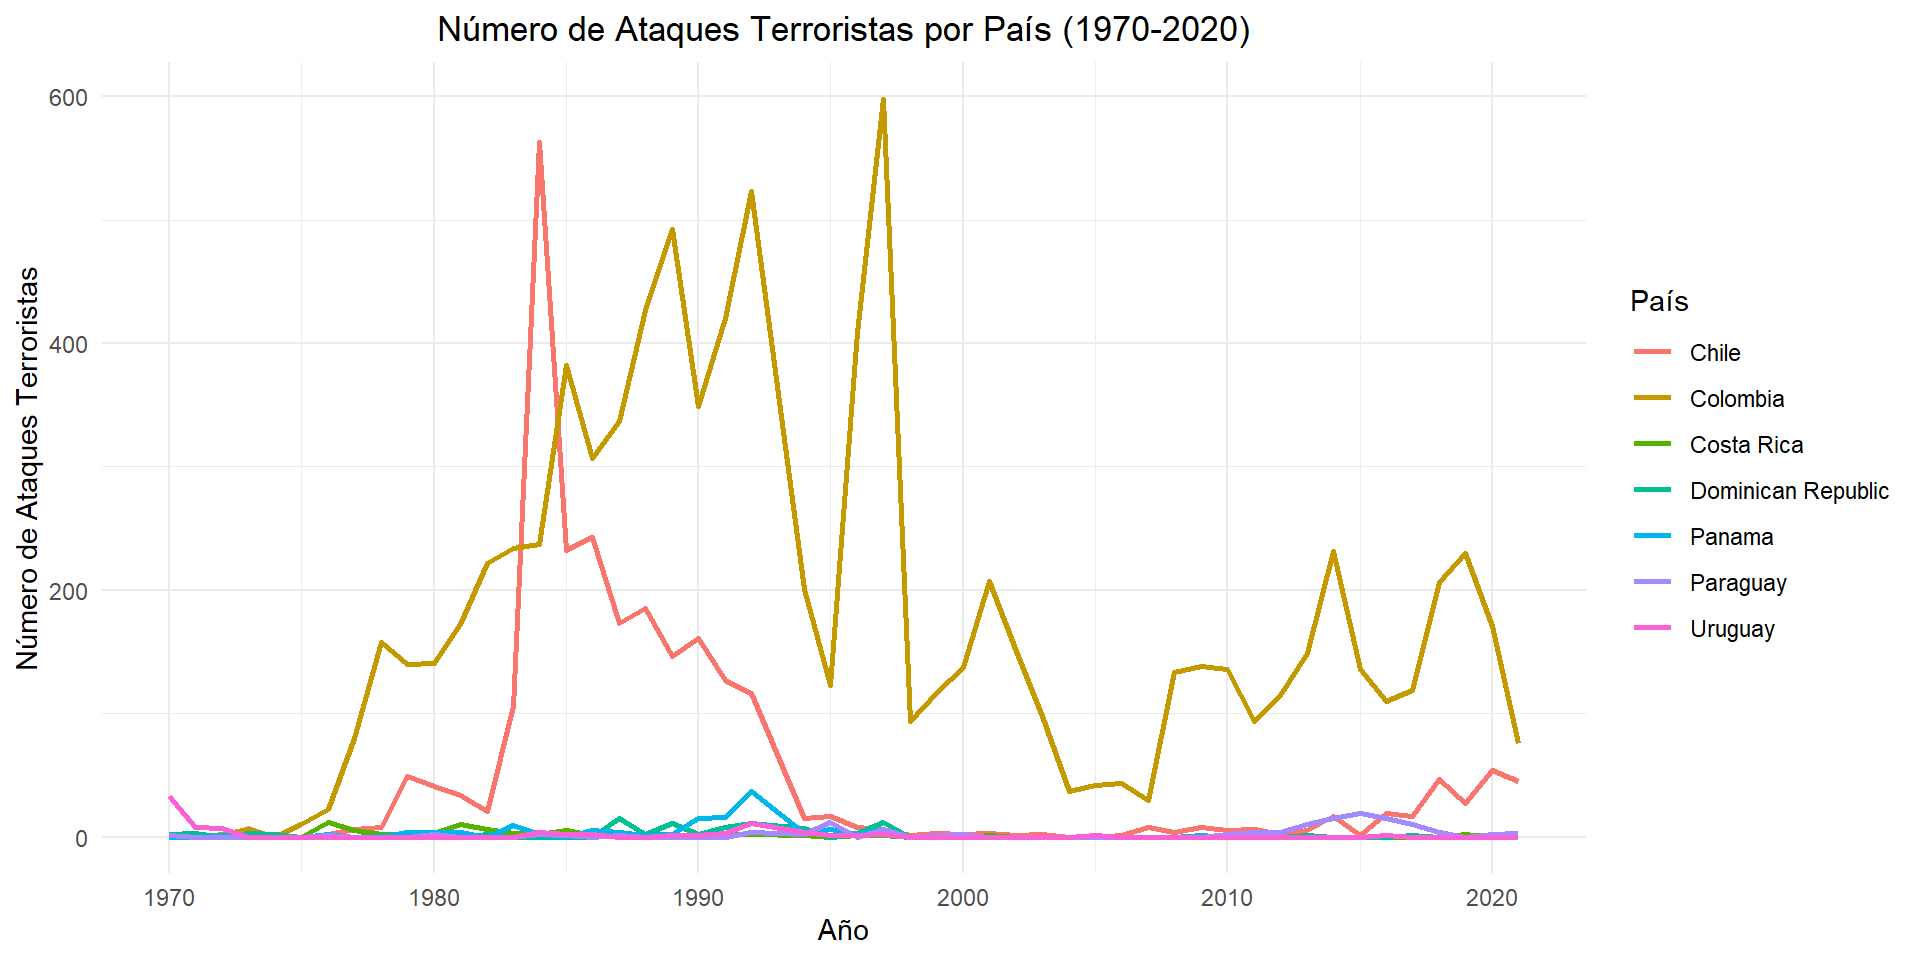 Número de Ataques Terroristas por País (1970-2020)
Número de Ataques Terroristas
600
400
200
0
1970
1980
1990
2000
2010
2020
Año
País
Chile
Colombia
Costa Rica
Dominican Republic
Panama
Paraguay
Uruguay